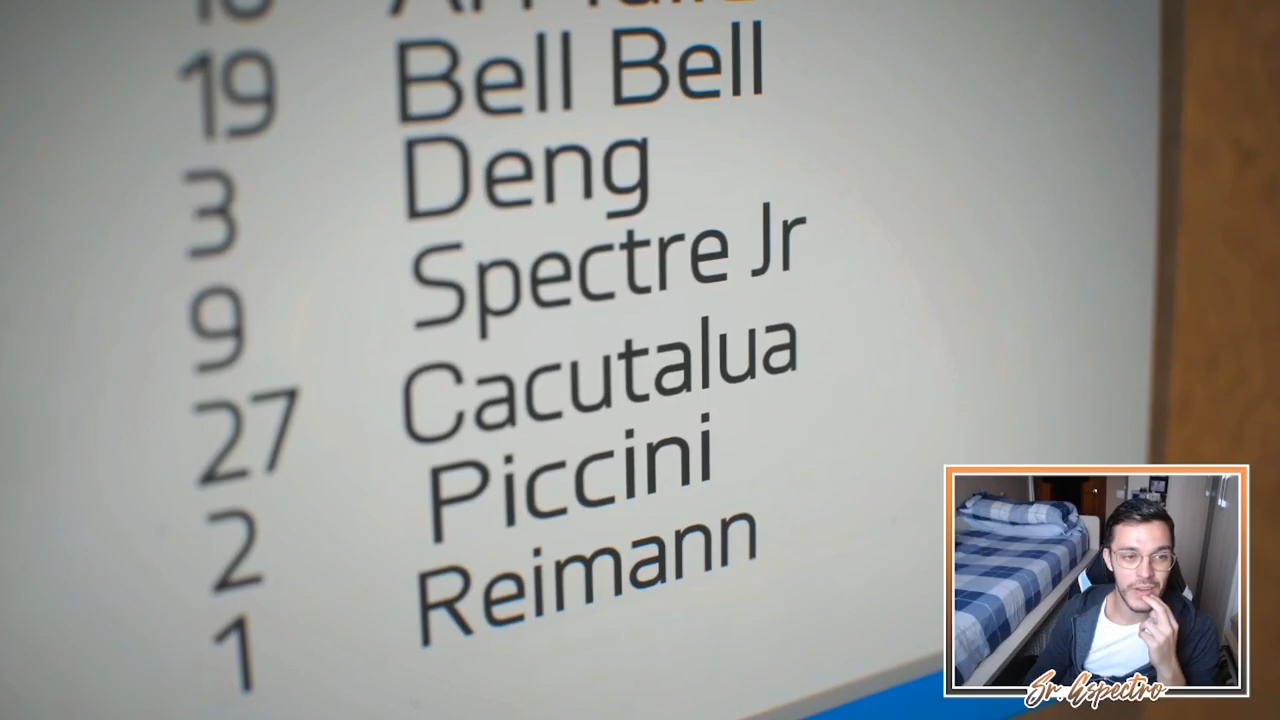 19 Bell Bell
3 Deng
9 Spectre Jr
27 Cacutalua
2 Piccini
1 Reimann
Sr. Espectro